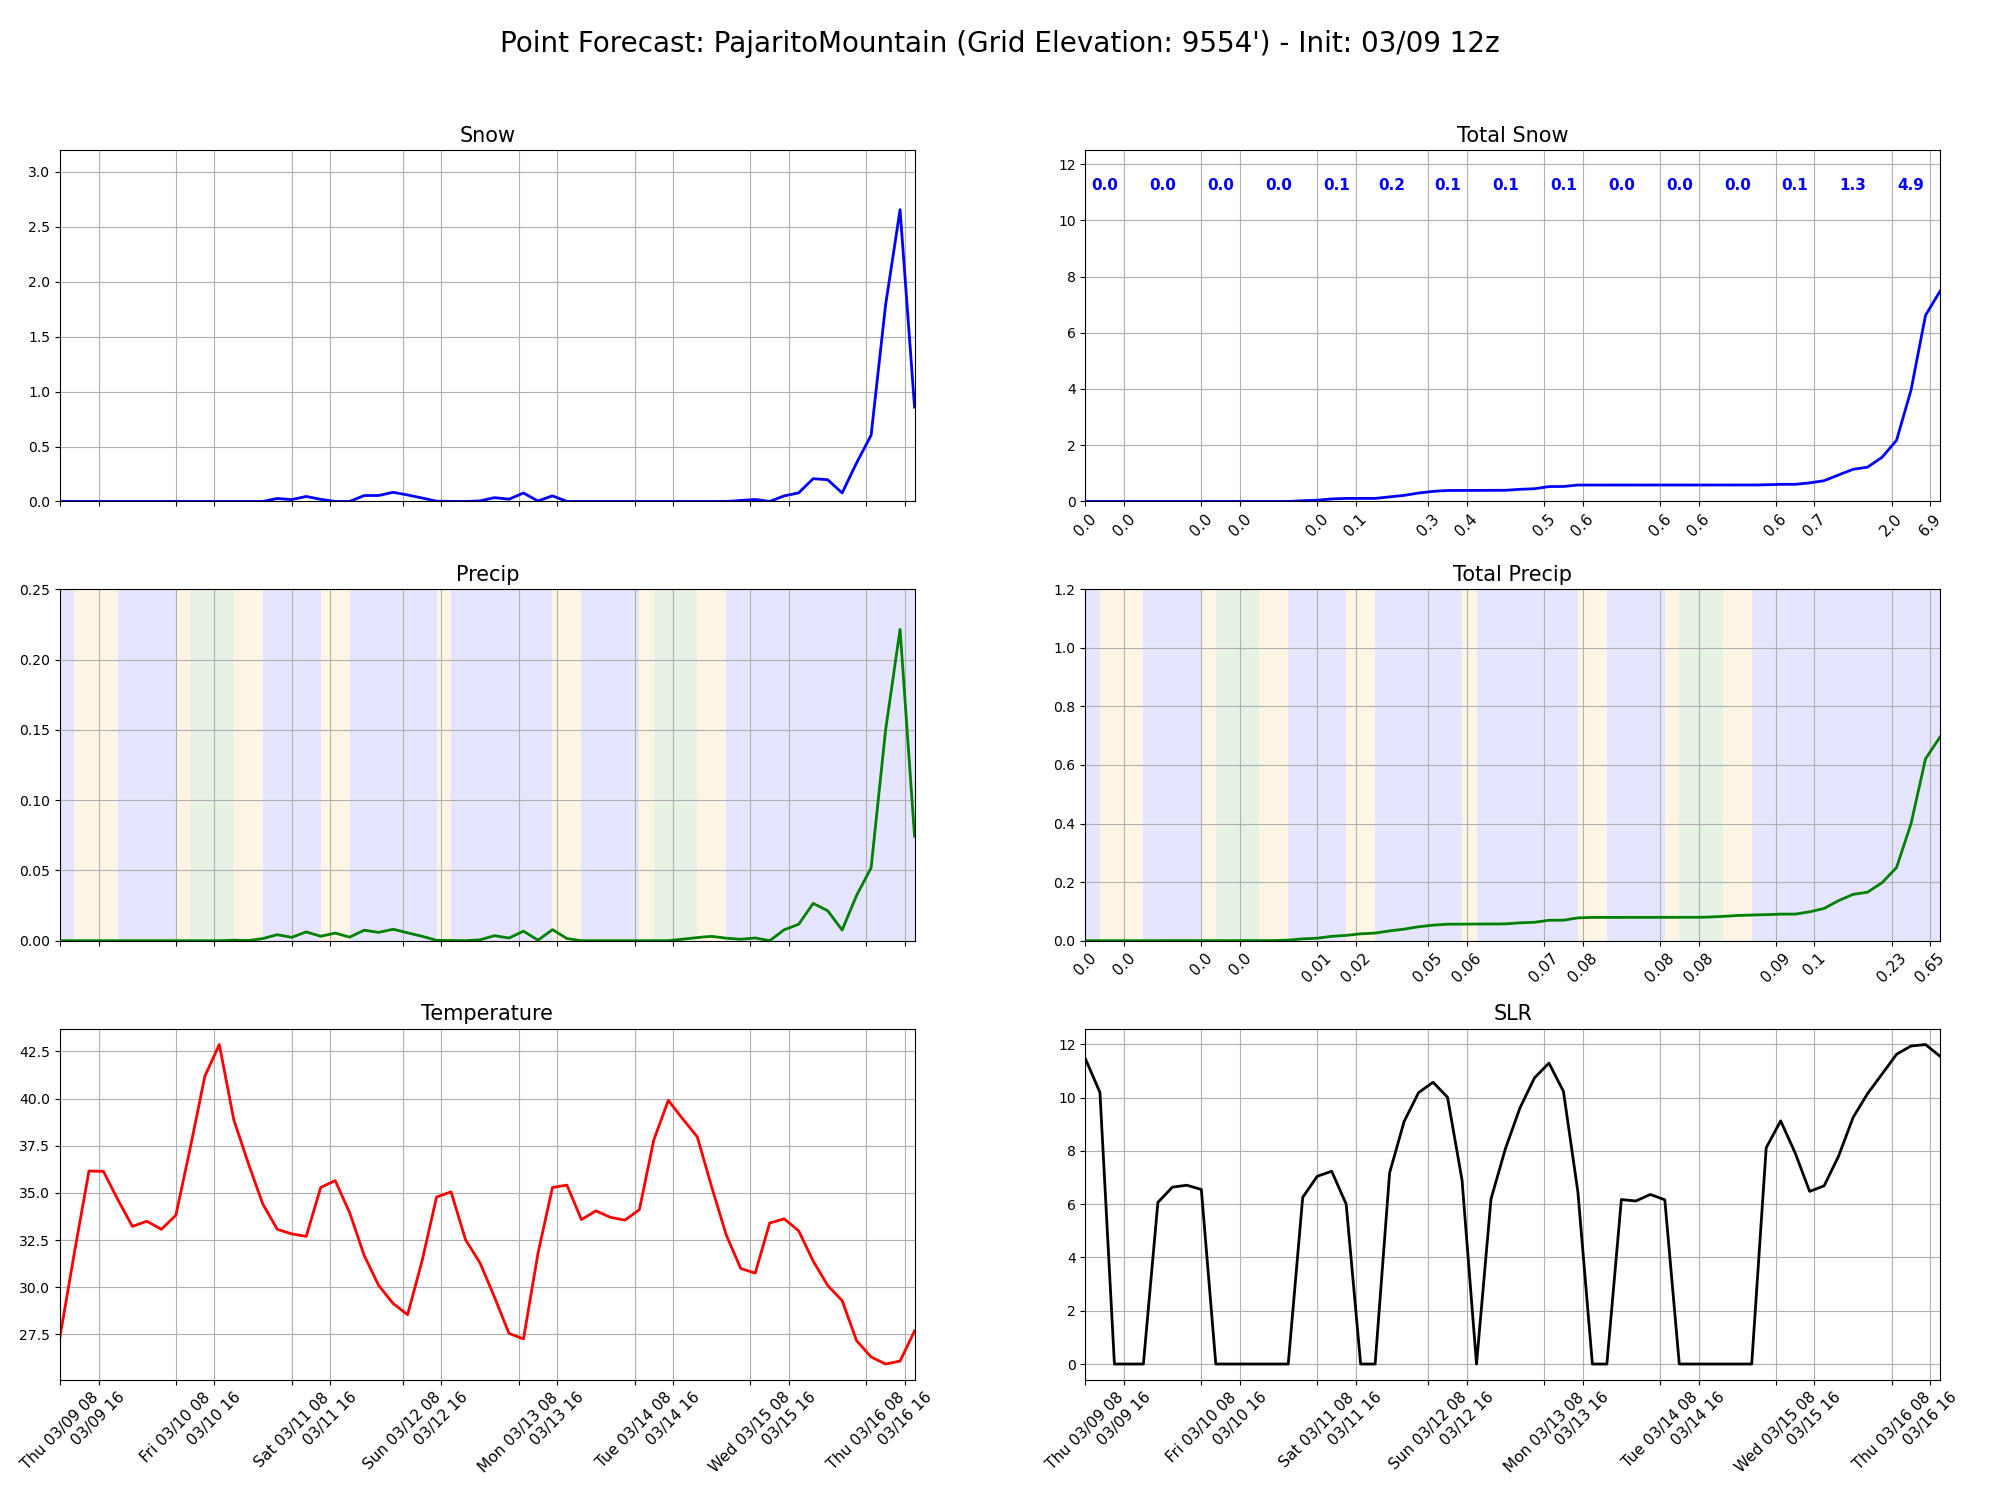 Point Forecast: PajaritoMountain (Grid Elevation: 9554') - Init: 03/09 12z
Snow
3.0
2.5
2.0
1.5
1.0
0.5
0.0
Total Snow
12
10
8
6
4
2
0
0.0 0.0 0.0 0.0 0.1 0.2 0.1 0.1 0.1 0.0 0.0 0.0 0.1 1.3 4.9
0.0 0.0 0.0 0.0 0.0 0.1 0.3 0.4 0.5 0.6 0.6 0.6 0.6 0.7 2.0 6.9
Precip
0.25
0.20
0.15
0.10
0.05
0.00
Total Precip
1.2
1.0
0.8
0.6
0.4
0.2
0.0
0.0 0.0 0.0 0.0 0.01 0.02 0.05 0.06 0.07 0.08 0.08 0.08 0.09 0.1 0.23 0.65
Temperature
42.5
40.0
37.5
35.0
32.5
30.0
27.5
Thu 03/09 08
03/09 16
Fri 03/10 08
03/10 16
Sat 03/11 08
03/11 16
Sun 03/12 08
03/12 16
Mon 03/13 08
03/13 16
Tue 03/14 08
03/14 16
Wed 03/15 08
03/15 16
Thu 03/16 08
03/16 16
SLR
12
10
8
6
4
2
0
Thu 03/09 08
03/09 16
Fri 03/10 08
03/10 16
Sat 03/11 08
03/11 16
Sun 03/12 08
03/12 16
Mon 03/13 08
03/13 16
Tue 03/14 08
03/14 16
Wed 03/15 08
03/15 16
Thu 03/16 08
03/16 16